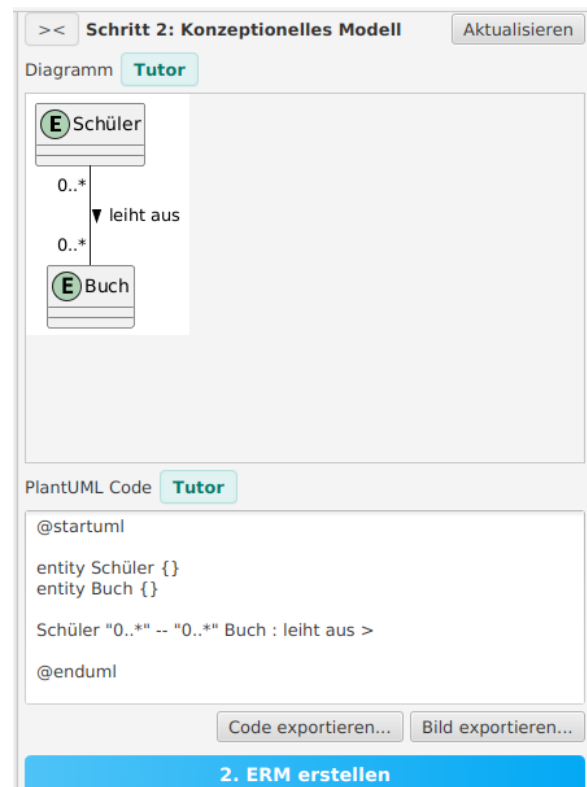 >< Schritt 2: Konzeptionelles Modell Aktualisieren
Diagramm Tutor
E Schüler
0..*
leiht aus
0..*
E Buch
PlantUML Code Tutor
@startuml
entity Schüler {}
entity Buch {}
Schüler "0..*" -- "0..*" Buch : leiht aus >
@enduml
Code exportieren... Bild exportieren...
2. ERM erstellen